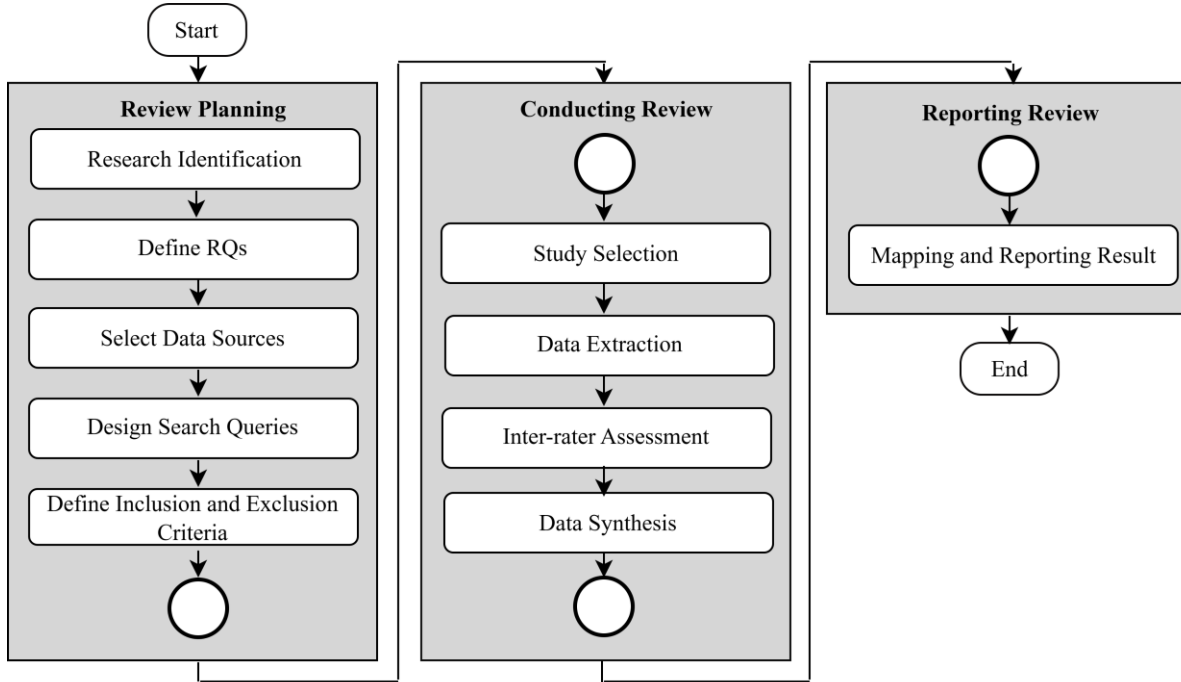 Start
Review Planning
Research Identification
Define RQs
Select Data Sources
Design Search Queries
Define Inclusion and Exclusion
Criteria
Conducting Review
Study Selection
Data Extraction
Inter-rater Assessment
Data Synthesis
Reporting Review
Mapping and Reporting Result
End